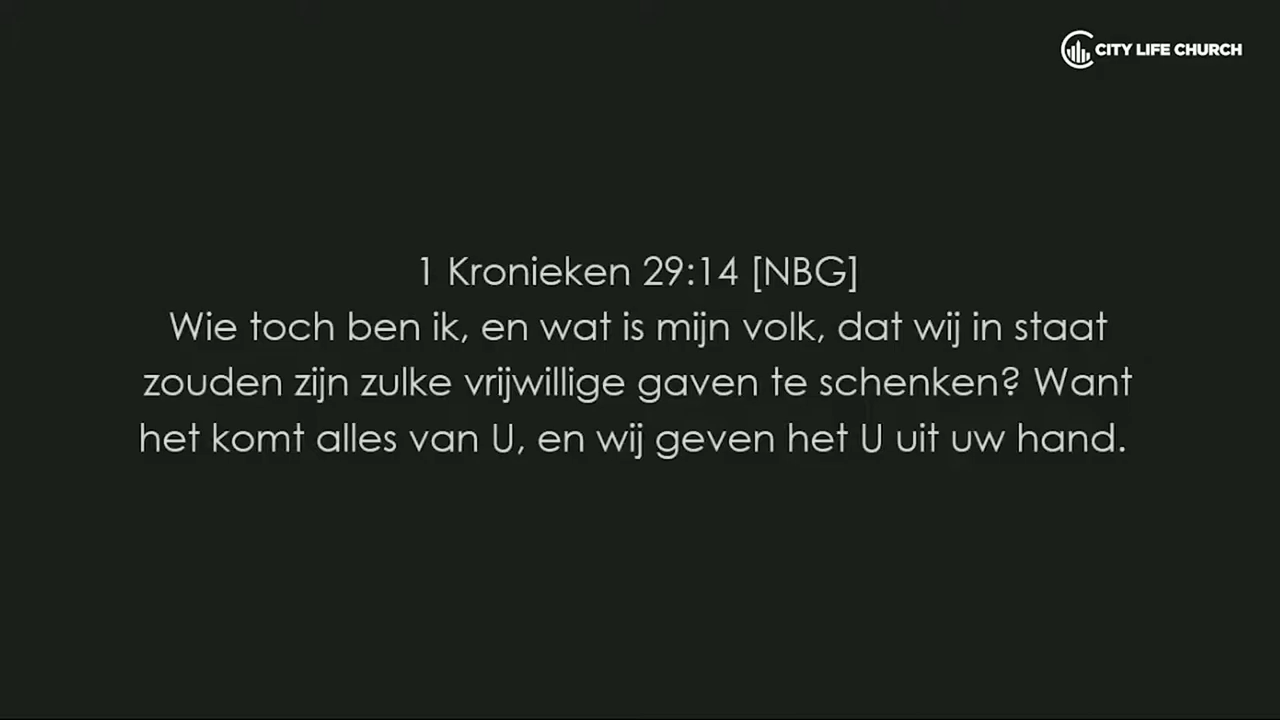 CITY LIFE CHURCH
1 Kronieken 29:14 [NBG]
Wie toch ben ik, en wat is mijn volk, dat wij in staat
zouden zijn zulke vrijwillige gaven te schenken? Want
het komt alles van U, en wij geven het U uit uw hand.